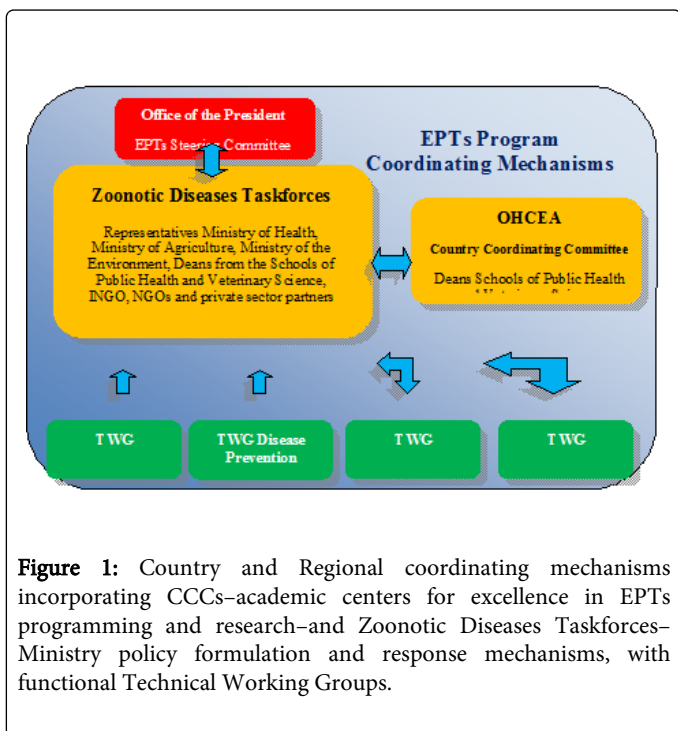 Office of the President
EPTs Steering Committee
EPTs Program
Coordinating Mechanisms
Zoonotic Diseases Taskforces
Representatives Ministry of Health,
Ministry of Agriculture, Ministry of the
Environment, Deans from the Schools of
Public Health and Veterinary Science,
INGO, NGOs and private sector partners
OHCEA
Country Coordinating Committee
Deans Schools of Public Health
TWG
TWG Disease
Prevention
TWG
TWG
Figure 1: Country and Regional coordinating mechanisms
incorporating CCCs–academic centers for excellence in EPTs
programming and research–and Zoonotic Diseases Taskforces–
Ministry policy formulation and response mechanisms, with
functional Technical Working Groups.